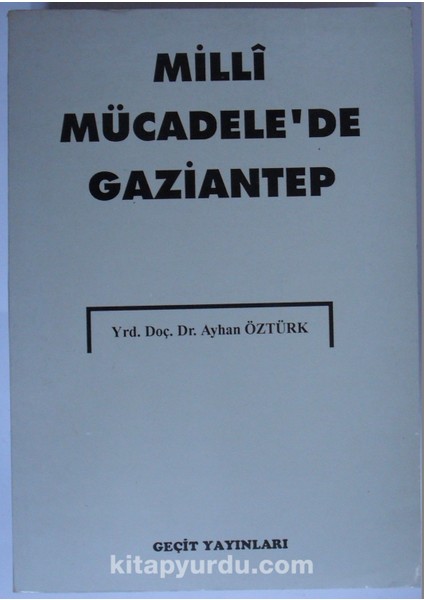 MİLLÎ
MÜCADELE'DE
GAZİANTEP
Yrd. Doç. Dr. Ayhan ÖZTÜRK
GEÇİT YAYINLARI
kitapyurdu.com